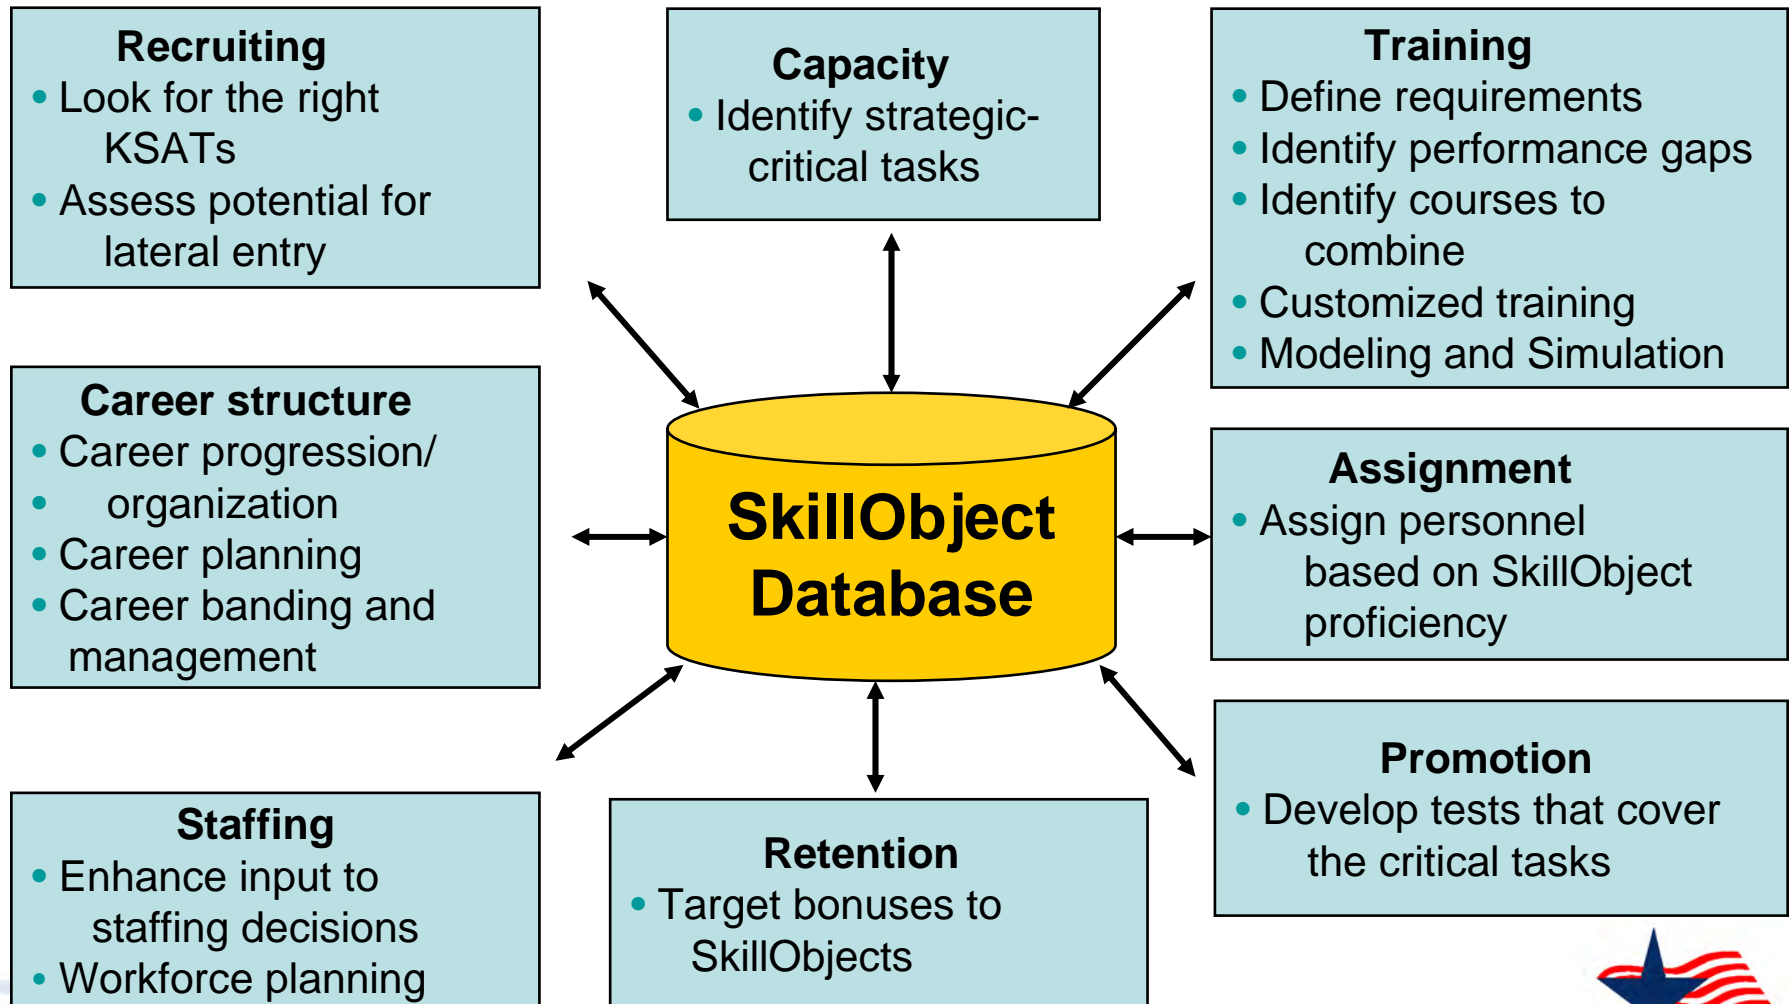 Recruiting
• Look for the right
KSATs
• Assess potential for
lateral entry
Capacity
• Identify strategic-
critical tasks
Training
• Define requirements
• Identify performance gaps
• Identify courses to
combine
• Customized training
• Modeling and Simulation
Career structure
• Career progression/
• organization
• Career planning
• Career banding and
management
SkillObject
Database
Assignment
• Assign personnel
based on SkillObject
proficiency
Staffing
• Enhance input to
staffing decisions
• Workforce planning
Retention
• Target bonuses to
SkillObjects
Promotion
• Develop tests that cover
the critical tasks